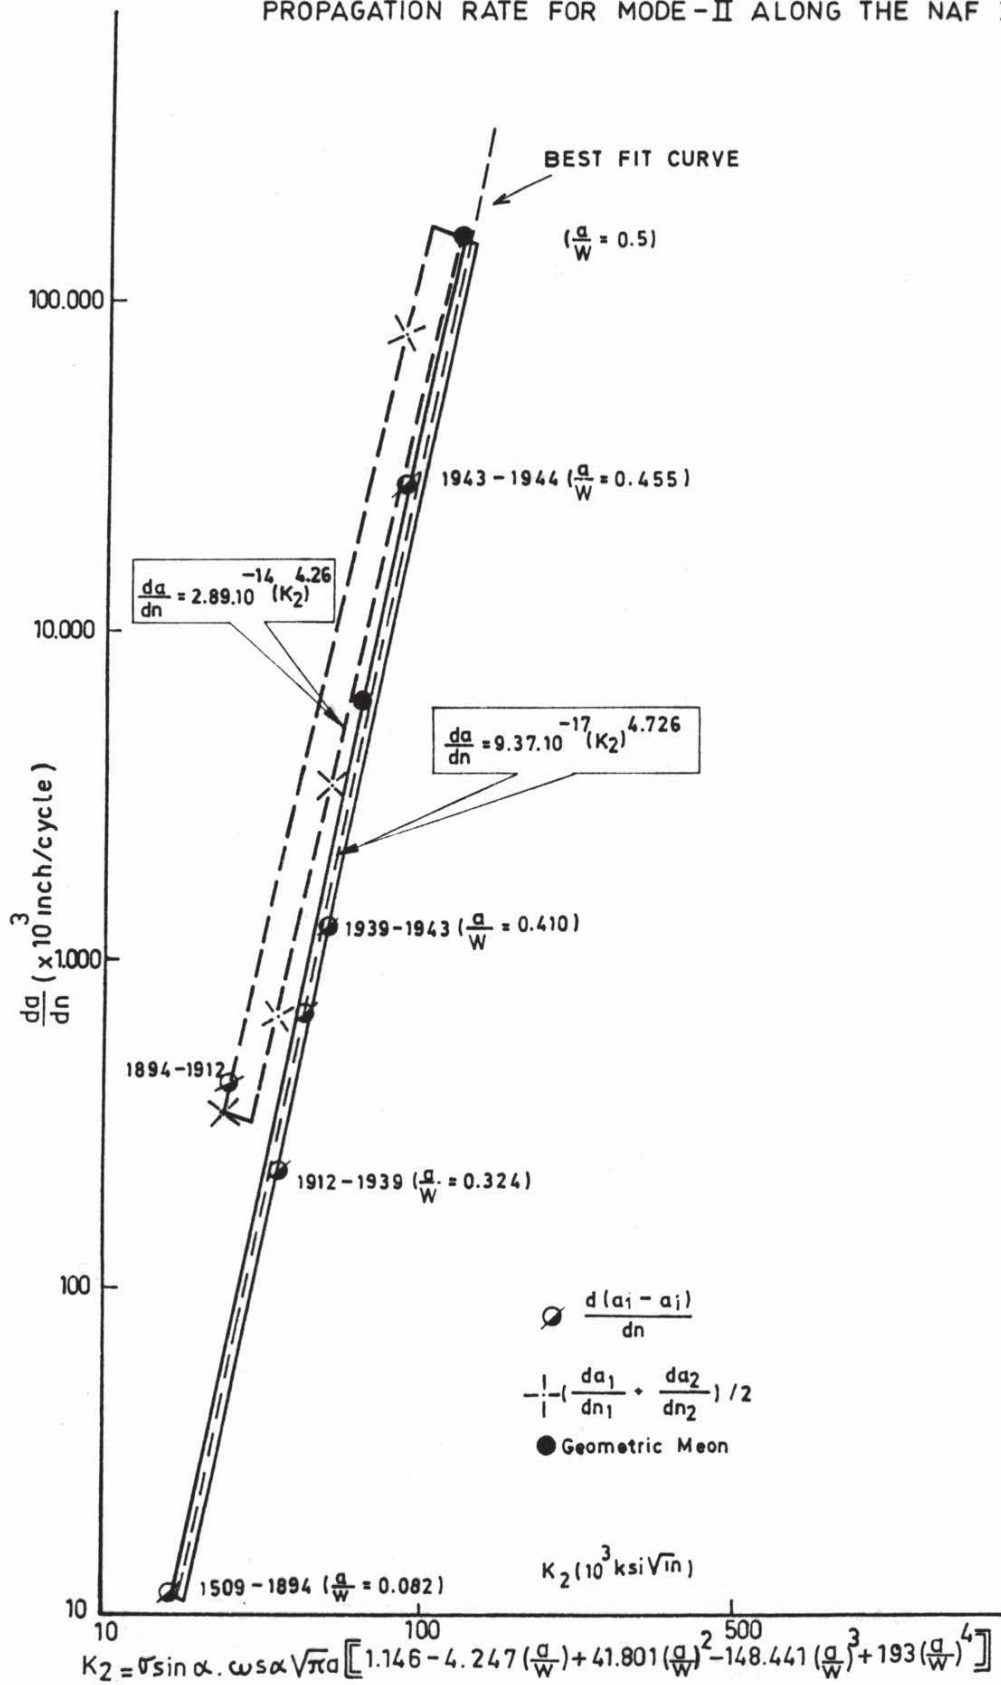 PROPAGATION RATE FOR MODE-II ALONG THE NAF
BEST FIT CURVE
(a/W = 0.5)
100.000
1943-1944 (a/W = 0.455)
da/dn = 2.89.10^-14 (K2)^4.26
10.000
da/dn = 9.37.10^-17 (K2)^4.726
da/dn (x10^3 inch/cycle)
1939-1943 (a/W = 0.410)
1.000
1894-1912
1912-1939 (a/W = 0.324)
100
d(ai - aj)/dn
(da1/dn1 + da2/dn2)/2
Geometric Meon
K2 (10^3 ksi√in)
1509-1894 (a/W = 0.082)
10
10 100 500
K2 = σsin α. cosα √πa [[1.146-4.247(a/w)+41.801(a/w)^2-148.441(a/w)^3+193(a/w)^4]]